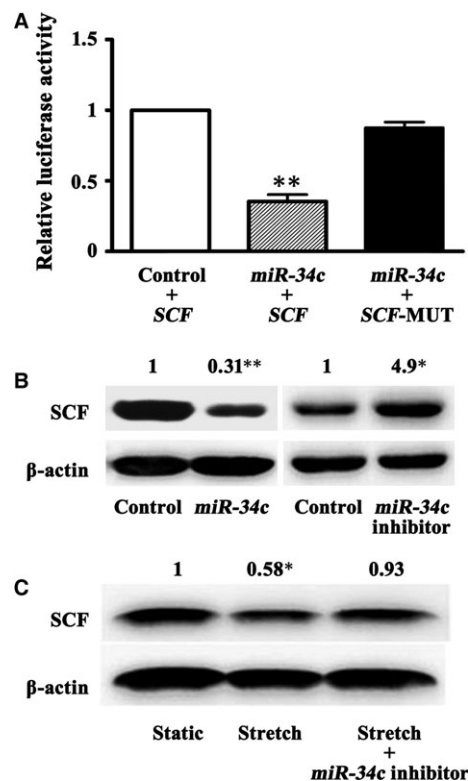 A
Relative luciferase activity
1
0.5
0
**
Control + SCF
miR-34c + SCF
miR-34c + SCF-MUT
B
1 0.31** 1 4.9*
SCF
β-actin
Control miR-34c Control miR-34c inhibitor
C
1 0.58* 0.93
SCF
β-actin
Static Stretch Stretch + miR-34c inhibitor